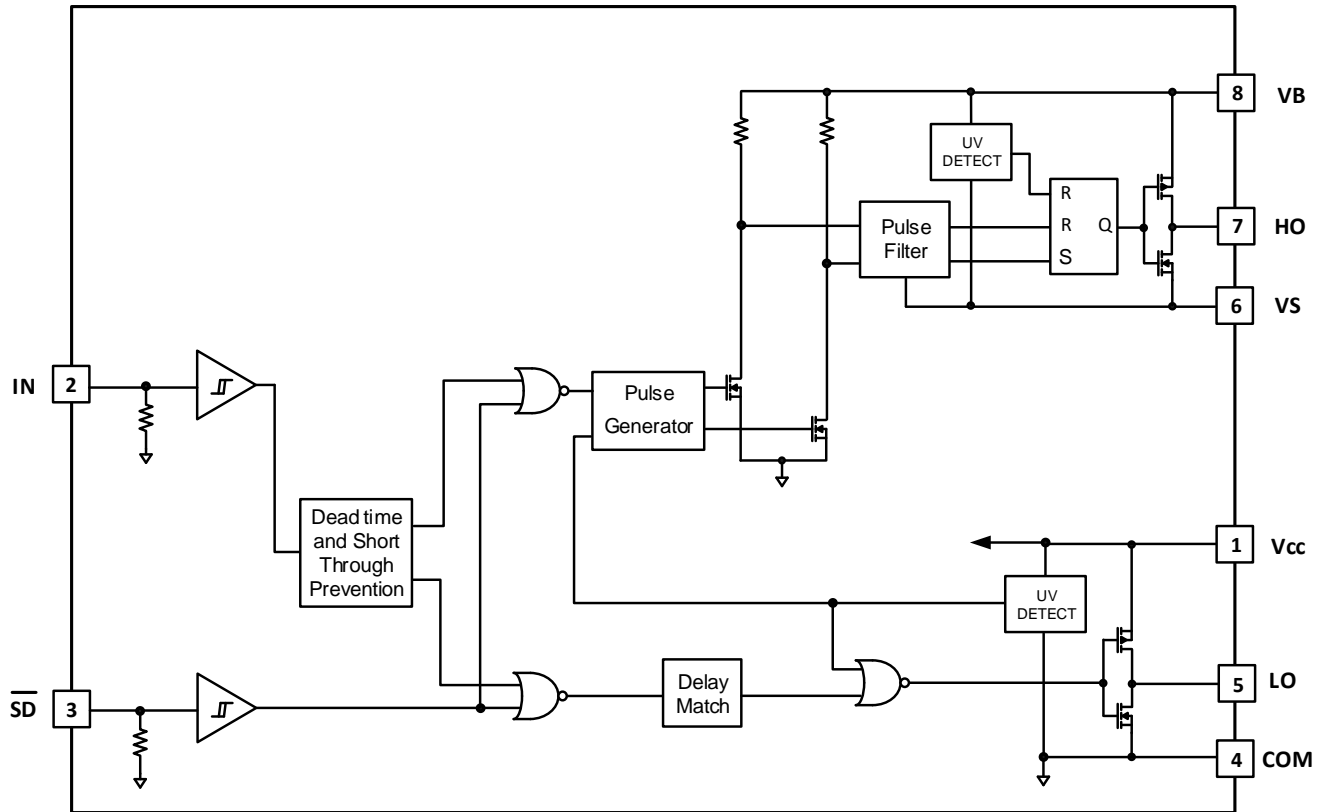 8 VB
UV
DETECT
R
R Q
S
Pulse
Filter
7 HO
6 VS
IN 2
Pulse
Generator
Dead time
and Short
Through
Prevention
1 Vcc
UV
DETECT
SD 3
Delay
Match
5 LO
4 COM